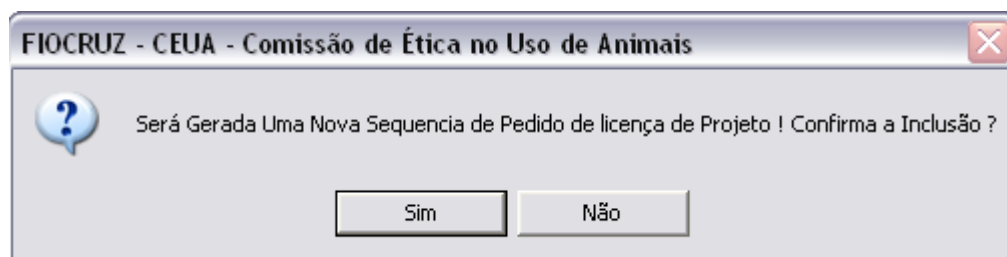 FIOCRUZ - CEUA - Comissão de Ética no Uso de Animais
Será Gerada Uma Nova Sequencia de Pedido de licença de Projeto ! Confirma a Inclusão ?
Sim Não